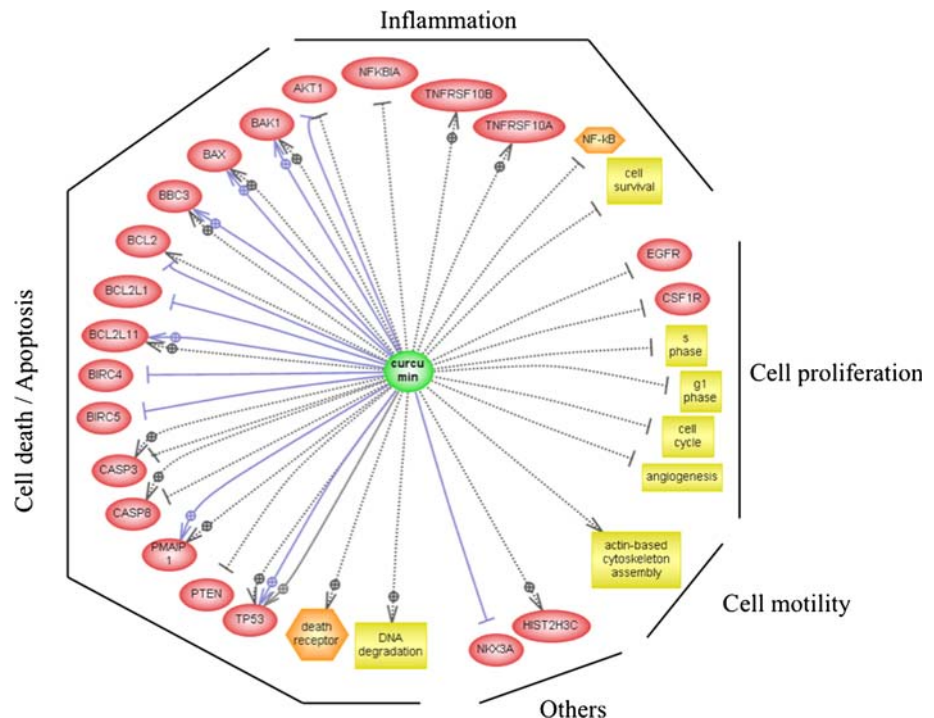 Inflammation
NFKBIA
AKT1
TNFRSF10B
BAK1
TNFRSF10A
NF-kB
BAX
cell
survival
BBC3
BCL2
EGFR
BCL2L1
CSF1R
BCL2L11
s
phase
curcu
min
BIRC4
g1
phase
Cell proliferation
BIRC5
cell
cycle
CASP3
angiogenesis
CASP8
PMAIP
1
actin-based
cytoskeleton
assembly
PTEN
TP53
death
receptor
DNA
degradation
HIST2H3C
NKX3A
Cell motility
Others
Cell death / Apoptosis